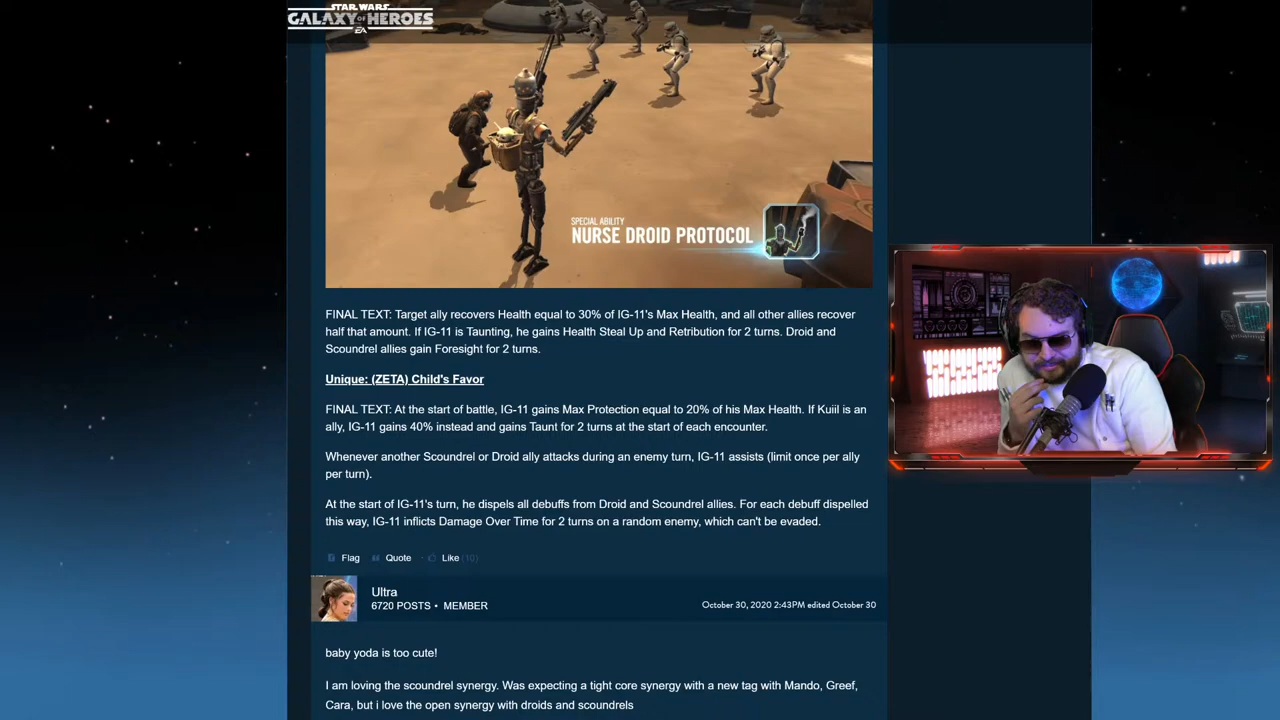 STAR WARS
GALAXY OF HEROES
EA
SPECIAL ABILITY
NURSE DROID PROTOCOL
FINAL TEXT: Target ally recovers Health equal to 30% of IG-11's Max Health, and all other allies recover
half that amount. If IG-11 is Taunting, he gains Health Steal Up and Retribution for 2 turns. Droid and
Scoundrel allies gain Foresight for 2 turns.
Unique: (ZETA) Child's Favor
FINAL TEXT: At the start of battle, IG-11 gains Max Protection equal to 20% of his Max Health. If Kuiil is an
ally, IG-11 gains 40% instead and gains Taunt for 2 turns at the start of each encounter.
Whenever another Scoundrel or Droid ally attacks during an enemy turn, IG-11 assists (limit once per ally
per turn).
At the start of IG-11's turn, he dispels all debuffs from Droid and Scoundrel allies. For each debuff dispelled
this way, IG-11 inflicts Damage Over Time for 2 turns on a random enemy, which can't be evaded.
Flag Quote · Like (10)
Ultra
6720 POSTS • MEMBER
October 30, 2020 2:43PM edited October 30
baby yoda is too cute!
I am loving the scoundrel synergy. Was expecting a tight core synergy with a new tag with Mando, Greef,
Cara, but i love the open synergy with droids and scoundrels